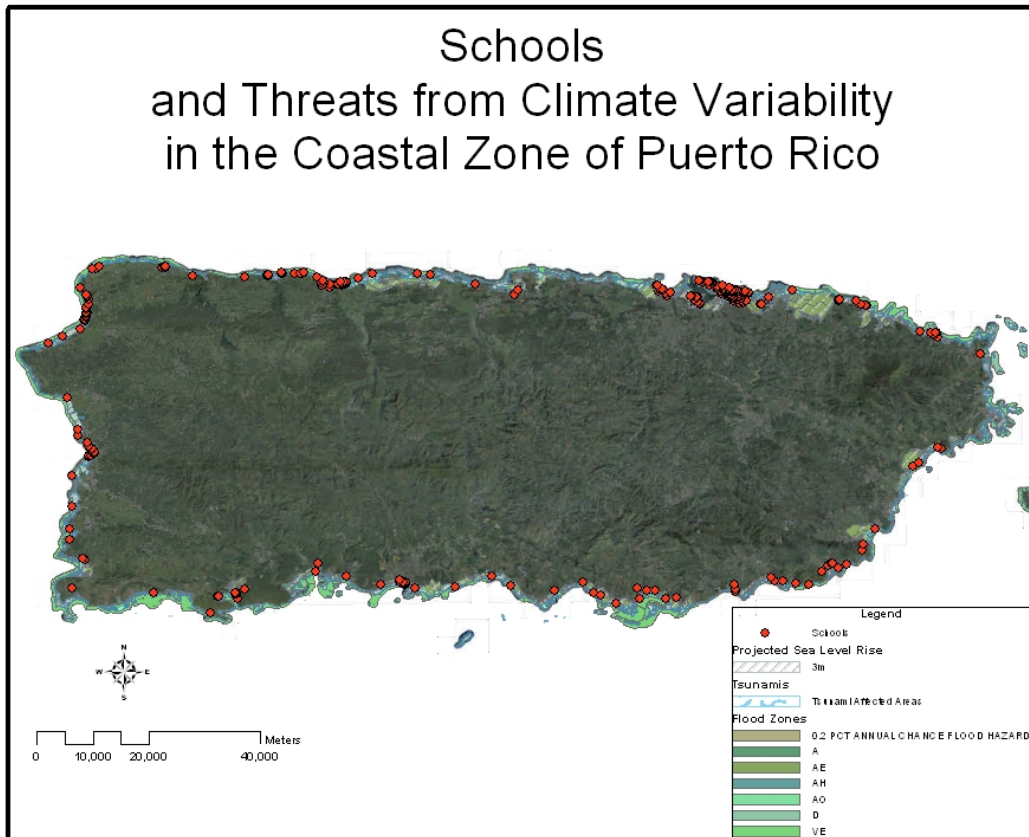 Schools
and Threats from Climate Variability
in the Coastal Zone of Puerto Rico
N
W E
S
Meters
0 10,000 20,000 40,000
Legend
Schools
Projected Sea Level Rise
3m
Tsunamis
Tsunami Affected Areas
Flood Zones
0.2 PCT ANNUAL CHANCE FLOOD HAZARD
A
AE
AH
AO
D
VE